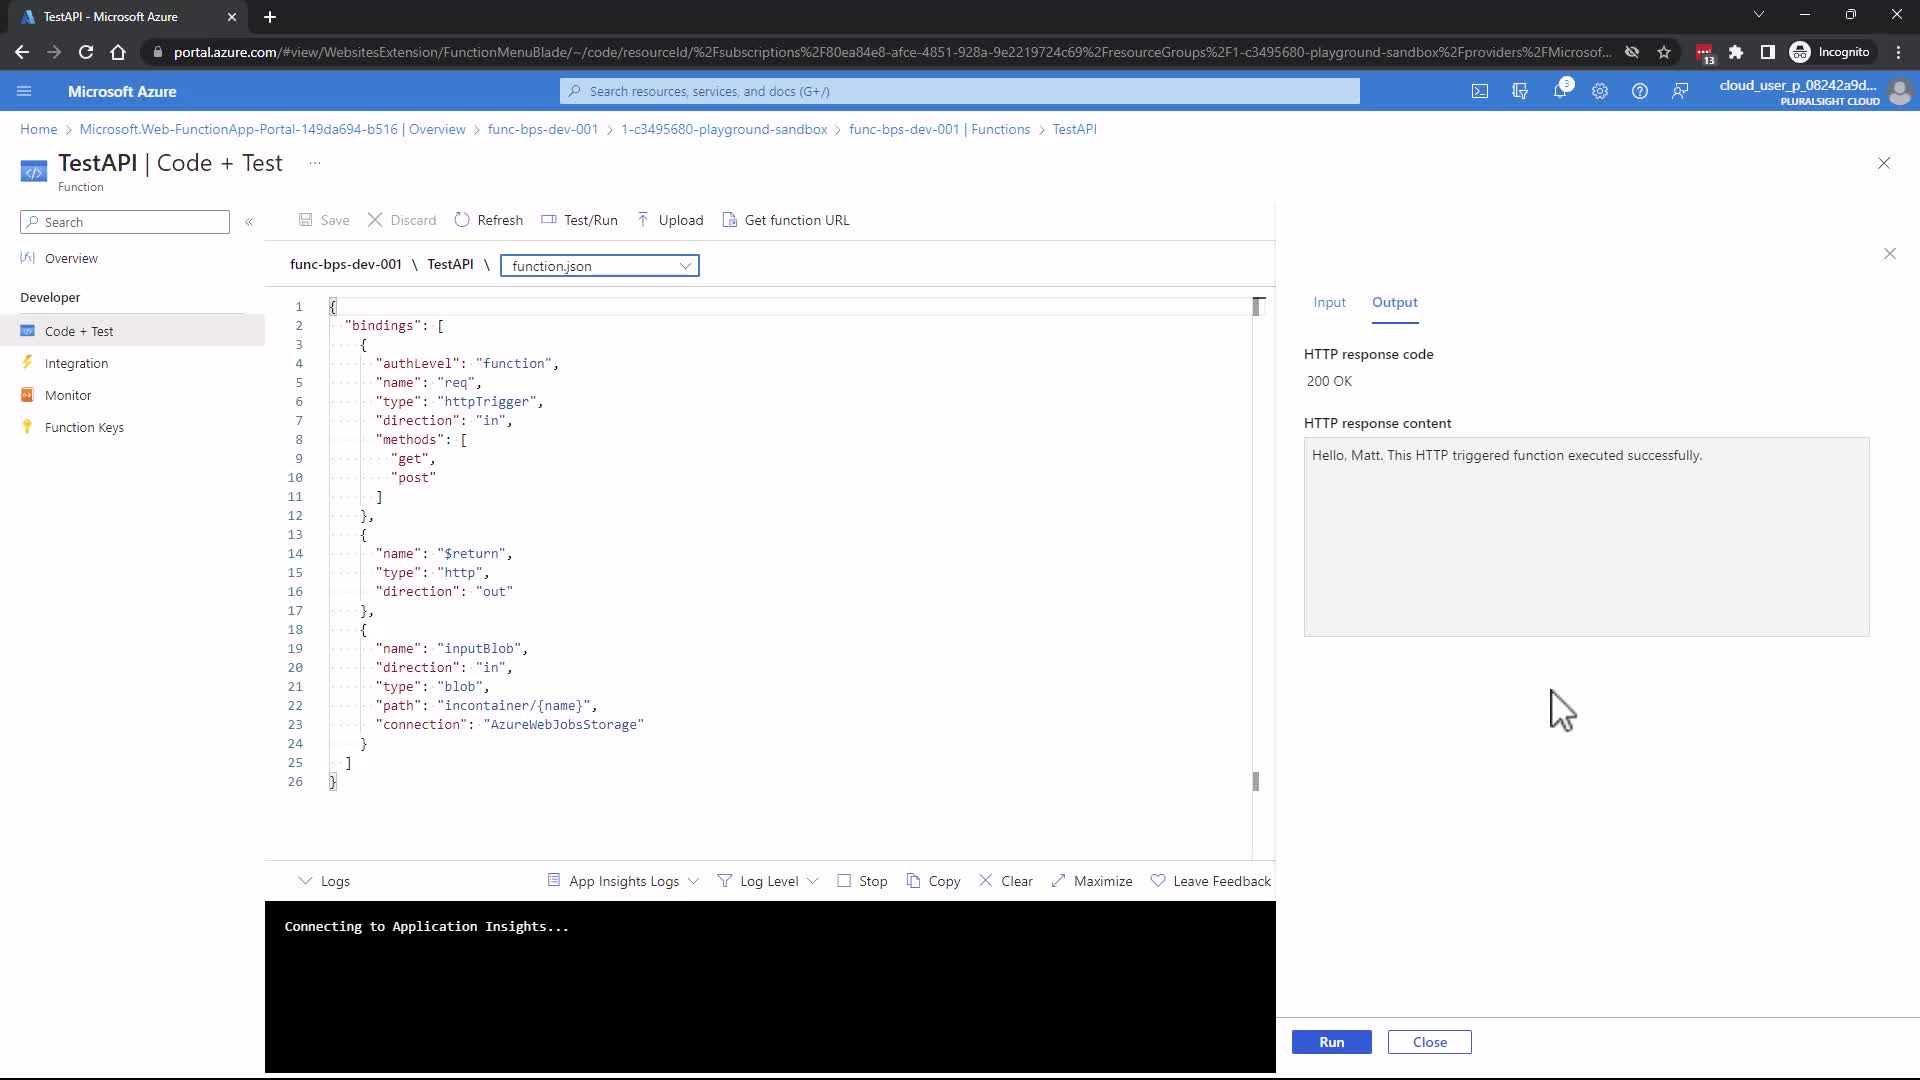 TestAPI - Microsoft Azure
portal.azure.com/#view/WebsitesExtension/FunctionMenuBlade/~/code/resourceId/%2Fsubscriptions%2F80ea84e8-afce-4851-928a-9e2219724c69%2FresourceGroups%2F1-c3495680-playground-sandbox%2Fproviders%2FMicrosof...
13
Incognito
Microsoft Azure
Search resources, services, and docs (G+/)
3
cloud_user_p_08242a9d...
PLURALSIGHT CLOUD
Home > Microsoft.Web-FunctionApp-Portal-149da694-b516 | Overview > func-bps-dev-001 > 1-c3495680-playground-sandbox > func-bps-dev-001 | Functions > TestAPI
TestAPI | Code + Test ...
Function
Search
«
Overview
Developer
Code + Test
Integration
Monitor
Function Keys
Save Discard Refresh Test/Run Upload Get function URL
func-bps-dev-001 \ TestAPI \ function.json
1 {
2 "bindings": [
3 {
4 "authLevel": "function",
5 "name": "req",
6 "type": "httpTrigger",
7 "direction": "in",
8 "methods": [
9 "get",
10 "post"
11 ]
12 },
13 {
14 "name": "$return",
15 "type": "http",
16 "direction": "out"
17 },
18 {
19 "name": "inputBlob",
20 "direction": "in",
21 "type": "blob",
22 "path": "incontainer/{name}",
23 "connection": "AzureWebJobsStorage"
24 }
25 ]
26 }
Logs App Insights Logs Log Level Stop Copy Clear Maximize Leave Feedback
Connecting to Application Insights...
Input Output
HTTP response code
200 OK
HTTP response content
Hello, Matt. This HTTP triggered function executed successfully.
Run Close